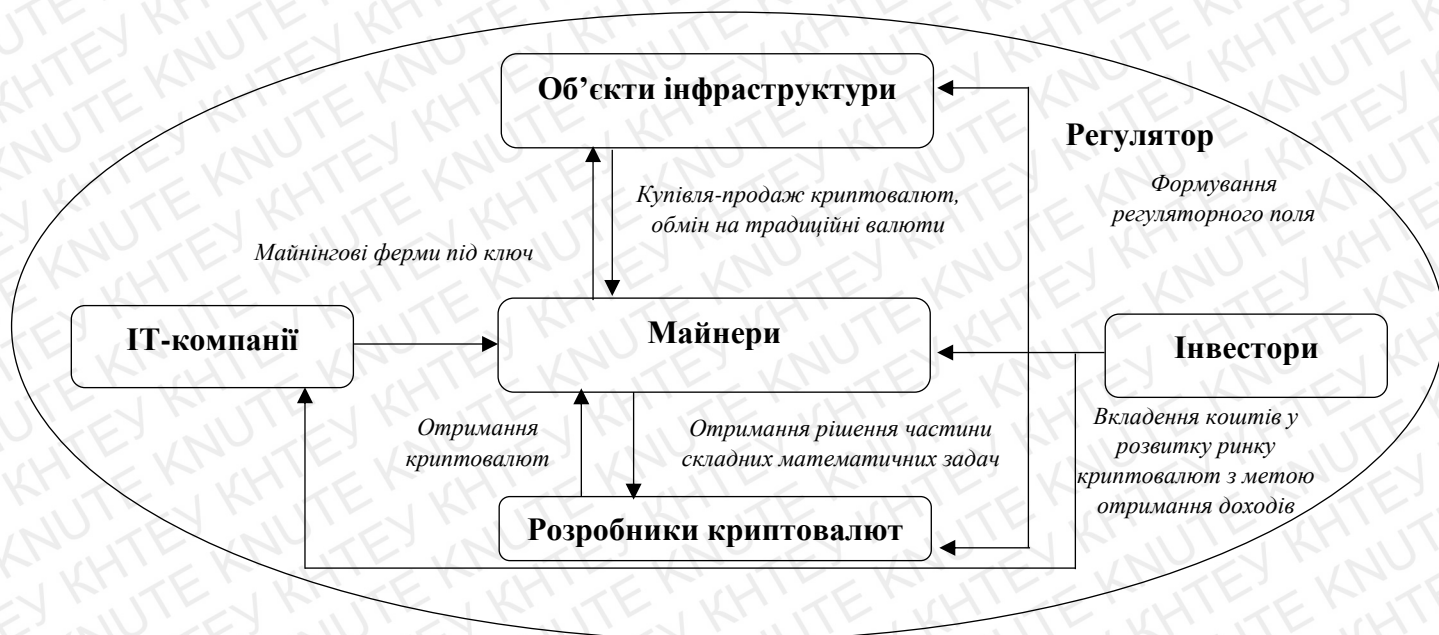 Об’єкти інфраструктури
Регулятор
Формування
регуляторного поля
Купівля-продаж криптовалют,
обмін на традиційні валюти
Майнінгові ферми під ключ
ІТ-компанії
Майнери
Інвестори
Отримання
криптовалют
Отримання рішення частини
складних математичних задач
Вкладення коштів у
розвитку ринку
криптовалют з метою
отримання доходів
Розробники криптовалют
КНТЕУ KNUTE